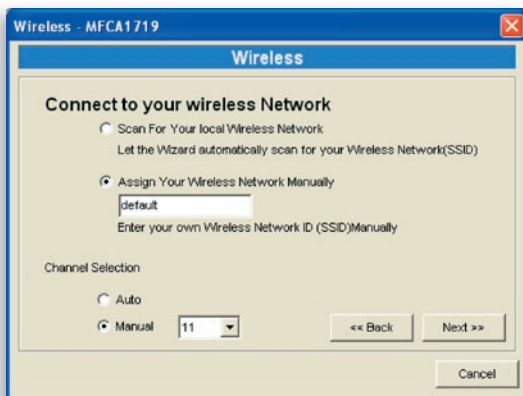 Wireless - MFCA1719
Wireless
Connect to your wireless Network
Scan For Your local Wireless Network
Let the Wizard automatically scan for your Wireless Network(SSID)
Assign Your Wireless Network Manually
default
Enter your own Wireless Network ID (SSID)Manually
Channel Selection
Auto
Manual 11
<< Back Next >>
Cancel